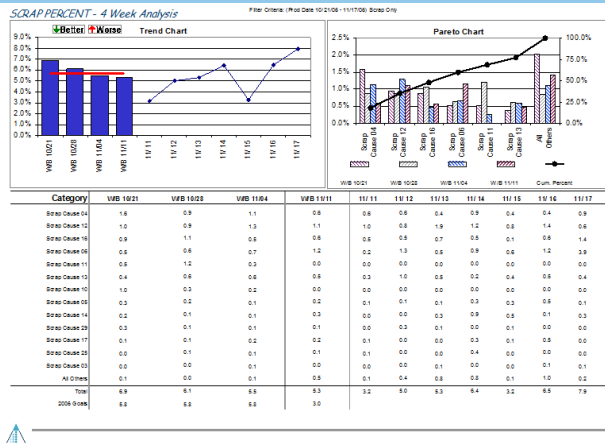 SCRAP PERCENT - 4 Week Analysis
Filter Criteria: (Prod Date 10/21/06 - 11/17/06) Scrap Only
Better Worse Trend Chart
9.0%
8.0%
7.0%
6.0%
5.0%
4.0%
3.0%
2.0%
1.0%
0.0%
W/B 10/21 W/B 10/28 W/B 11/04 W/B 11/11 11/11 11/12 11/13 11/14 11/15 11/16 11/17
Pareto Chart
2.5% 100.0%
2.0% 75.0%
1.5% 50.0%
1.0% 25.0%
0.5% 0.0%
0.0%
Scrap Cause 04 Scrap Cause 12 Scrap Cause 16 Scrap Cause 06 Scrap Cause 11 Scrap Cause 13 All Others
W/B 10/21 W/B 10/28 W/B 11/04 W/B 11/11 Cum. Percent
Category W/B 10/21 W/B 10/28 W/B 11/04 W/B 11/11 11/11 11/12 11/13 11/14 11/15 11/16 11/17
Scrap Cause 04 1.6 0.9 1.1 0.6 0.6 0.6 0.4 0.9 0.4 0.4 0.9
Scrap Cause 12 1.0 0.9 1.3 1.1 1.0 0.8 1.9 1.2 0.8 1.4 0.6
Scrap Cause 16 0.9 1.1 0.5 0.6 0.5 0.9 0.7 0.5 0.1 0.6 1.4
Scrap Cause 06 0.5 0.6 0.7 1.2 0.2 1.3 0.5 0.9 0.6 1.2 3.9
Scrap Cause 11 0.5 1.2 0.3 0.0 0.0 0.0 0.0 0.0 0.0 0.0 0.0
Scrap Cause 13 0.4 0.6 0.6 0.5 0.3 1.0 0.5 0.2 0.4 0.5 0.4
Scrap Cause 10 1.0 0.3 0.2 0.0 0.0 0.0 0.0 0.0 0.0 0.0 0.0
Scrap Cause 05 0.3 0.2 0.1 0.2 0.1 0.1 0.1 0.3 0.3 0.5 0.1
Scrap Cause 14 0.2 0.1 0.1 0.3 0.0 0.0 0.3 0.9 0.5 0.1 0.3
Scrap Cause 29 0.3 0.1 0.1 0.1 0.0 0.3 0.1 0.0 0.1 0.0 0.0
Scrap Cause 17 0.1 0.1 0.2 0.2 0.1 0.0 0.0 0.3 0.1 0.5 0.0
Scrap Cause 25 0.0 0.1 0.1 0.1 0.1 0.0 0.0 0.4 0.0 0.0 0.0
Scrap Cause 03 0.0 0.0 0.1 0.0 0.1 0.0 0.1 0.0 0.0 0.1 0.1
All Others 0.1 0.0 0.1 0.5 0.1 0.4 0.8 0.8 0.1 1.0 0.2
Total 6.9 6.1 5.5 5.3 3.2 5.0 5.3 6.4 3.2 6.5 7.9
2006 Goals 5.8 5.8 5.8 3.0